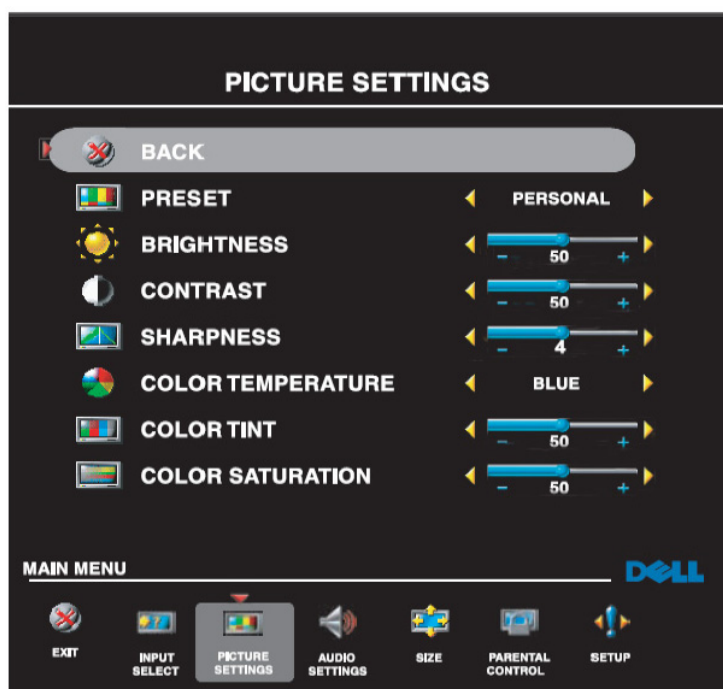 PICTURE SETTINGS
BACK
PRESET PERSONAL
BRIGHTNESS
- 50 +
CONTRAST
- 50 +
SHARPNESS
- 4 +
COLOR TEMPERATURE BLUE
COLOR TINT
- 50 +
COLOR SATURATION
- 50 +
MAIN MENU
DELL
EXIT
INPUT
SELECT
PICTURE
SETTINGS
AUDIO
SETTINGS
SIZE
PARENTAL
CONTROL
SETUP